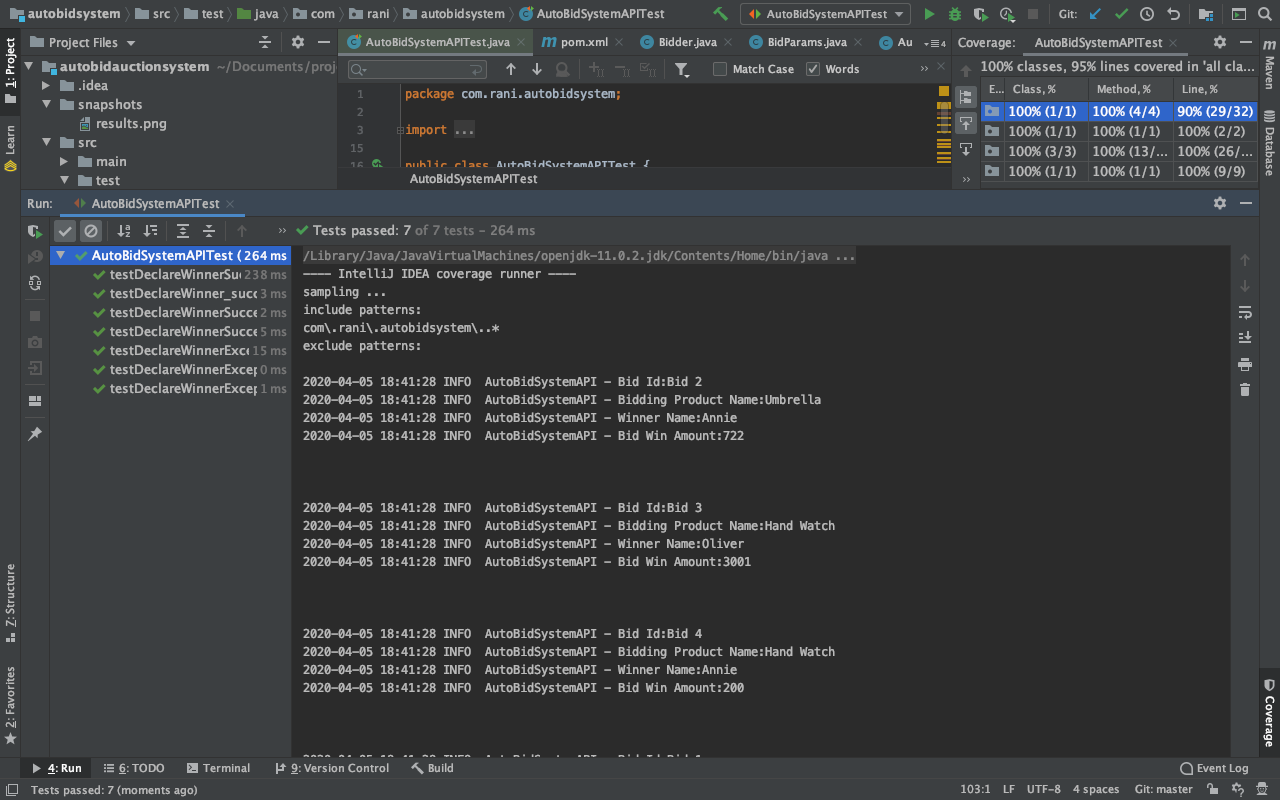 autobidsystem src test java com rani autobidsystem AutoBidSystemAPITest AutoBidSystemAPITest Git:
1: Project
Learn
Z: Structure
2: Favorites
Project Files
autobidauctionsystem ~/Documents/proj
.idea
snapshots
results.png
src
main
test
AutoBidSystemAPITest.java pom.xml Bidder.java BidParams.java Au 4
Match Case Words
1 package com.rani.autobidsystem;
2
3 import ...
15
16 public class AutoBidSystemAPITest {
AutoBidSystemAPITest
Coverage: AutoBidSystemAPITest
100% classes, 95% lines covered in 'all cla...
E... Class, % Method, % Line, %
100% (1/1) 100% (4/4) 90% (29/32)
100% (1/1) 100% (1/1) 100% (2/2)
100% (3/3) 100% (13/... 100% (26/...
100% (1/1) 100% (1/1) 100% (9/9)
Maven
Database
Coverage
Run: AutoBidSystemAPITest
Tests passed: 7 of 7 tests – 264 ms
AutoBidSystemAPITest ( 264 ms
testDeclareWinnerSu 238 ms
testDeclareWinner_succ 3 ms
testDeclareWinnerSucce 2 ms
testDeclareWinnerSucce 5 ms
testDeclareWinnerExce 15 ms
testDeclareWinnerExcep 0 ms
testDeclareWinnerExcep 1 ms
/Library/Java/JavaVirtualMachines/openjdk-11.0.2.jdk/Contents/Home/bin/java ...
---- IntelliJ IDEA coverage runner ----
sampling ...
include patterns:
com\.rani\.autobidsystem\..*
exclude patterns:
2020-04-05 18:41:28 INFO AutoBidSystemAPI - Bid Id:Bid 2
2020-04-05 18:41:28 INFO AutoBidSystemAPI - Bidding Product Name:Umbrella
2020-04-05 18:41:28 INFO AutoBidSystemAPI - Winner Name:Annie
2020-04-05 18:41:28 INFO AutoBidSystemAPI - Bid Win Amount:722
2020-04-05 18:41:28 INFO AutoBidSystemAPI - Bid Id:Bid 3
2020-04-05 18:41:28 INFO AutoBidSystemAPI - Bidding Product Name:Hand Watch
2020-04-05 18:41:28 INFO AutoBidSystemAPI - Winner Name:Oliver
2020-04-05 18:41:28 INFO AutoBidSystemAPI - Bid Win Amount:3001
2020-04-05 18:41:28 INFO AutoBidSystemAPI - Bid Id:Bid 4
2020-04-05 18:41:28 INFO AutoBidSystemAPI - Bidding Product Name:Hand Watch
2020-04-05 18:41:28 INFO AutoBidSystemAPI - Winner Name:Annie
2020-04-05 18:41:28 INFO AutoBidSystemAPI - Bid Win Amount:200
4: Run 6: TODO Terminal 9: Version Control Build Event Log
Tests passed: 7 (moments ago) 103:1 LF UTF-8 4 spaces Git: master